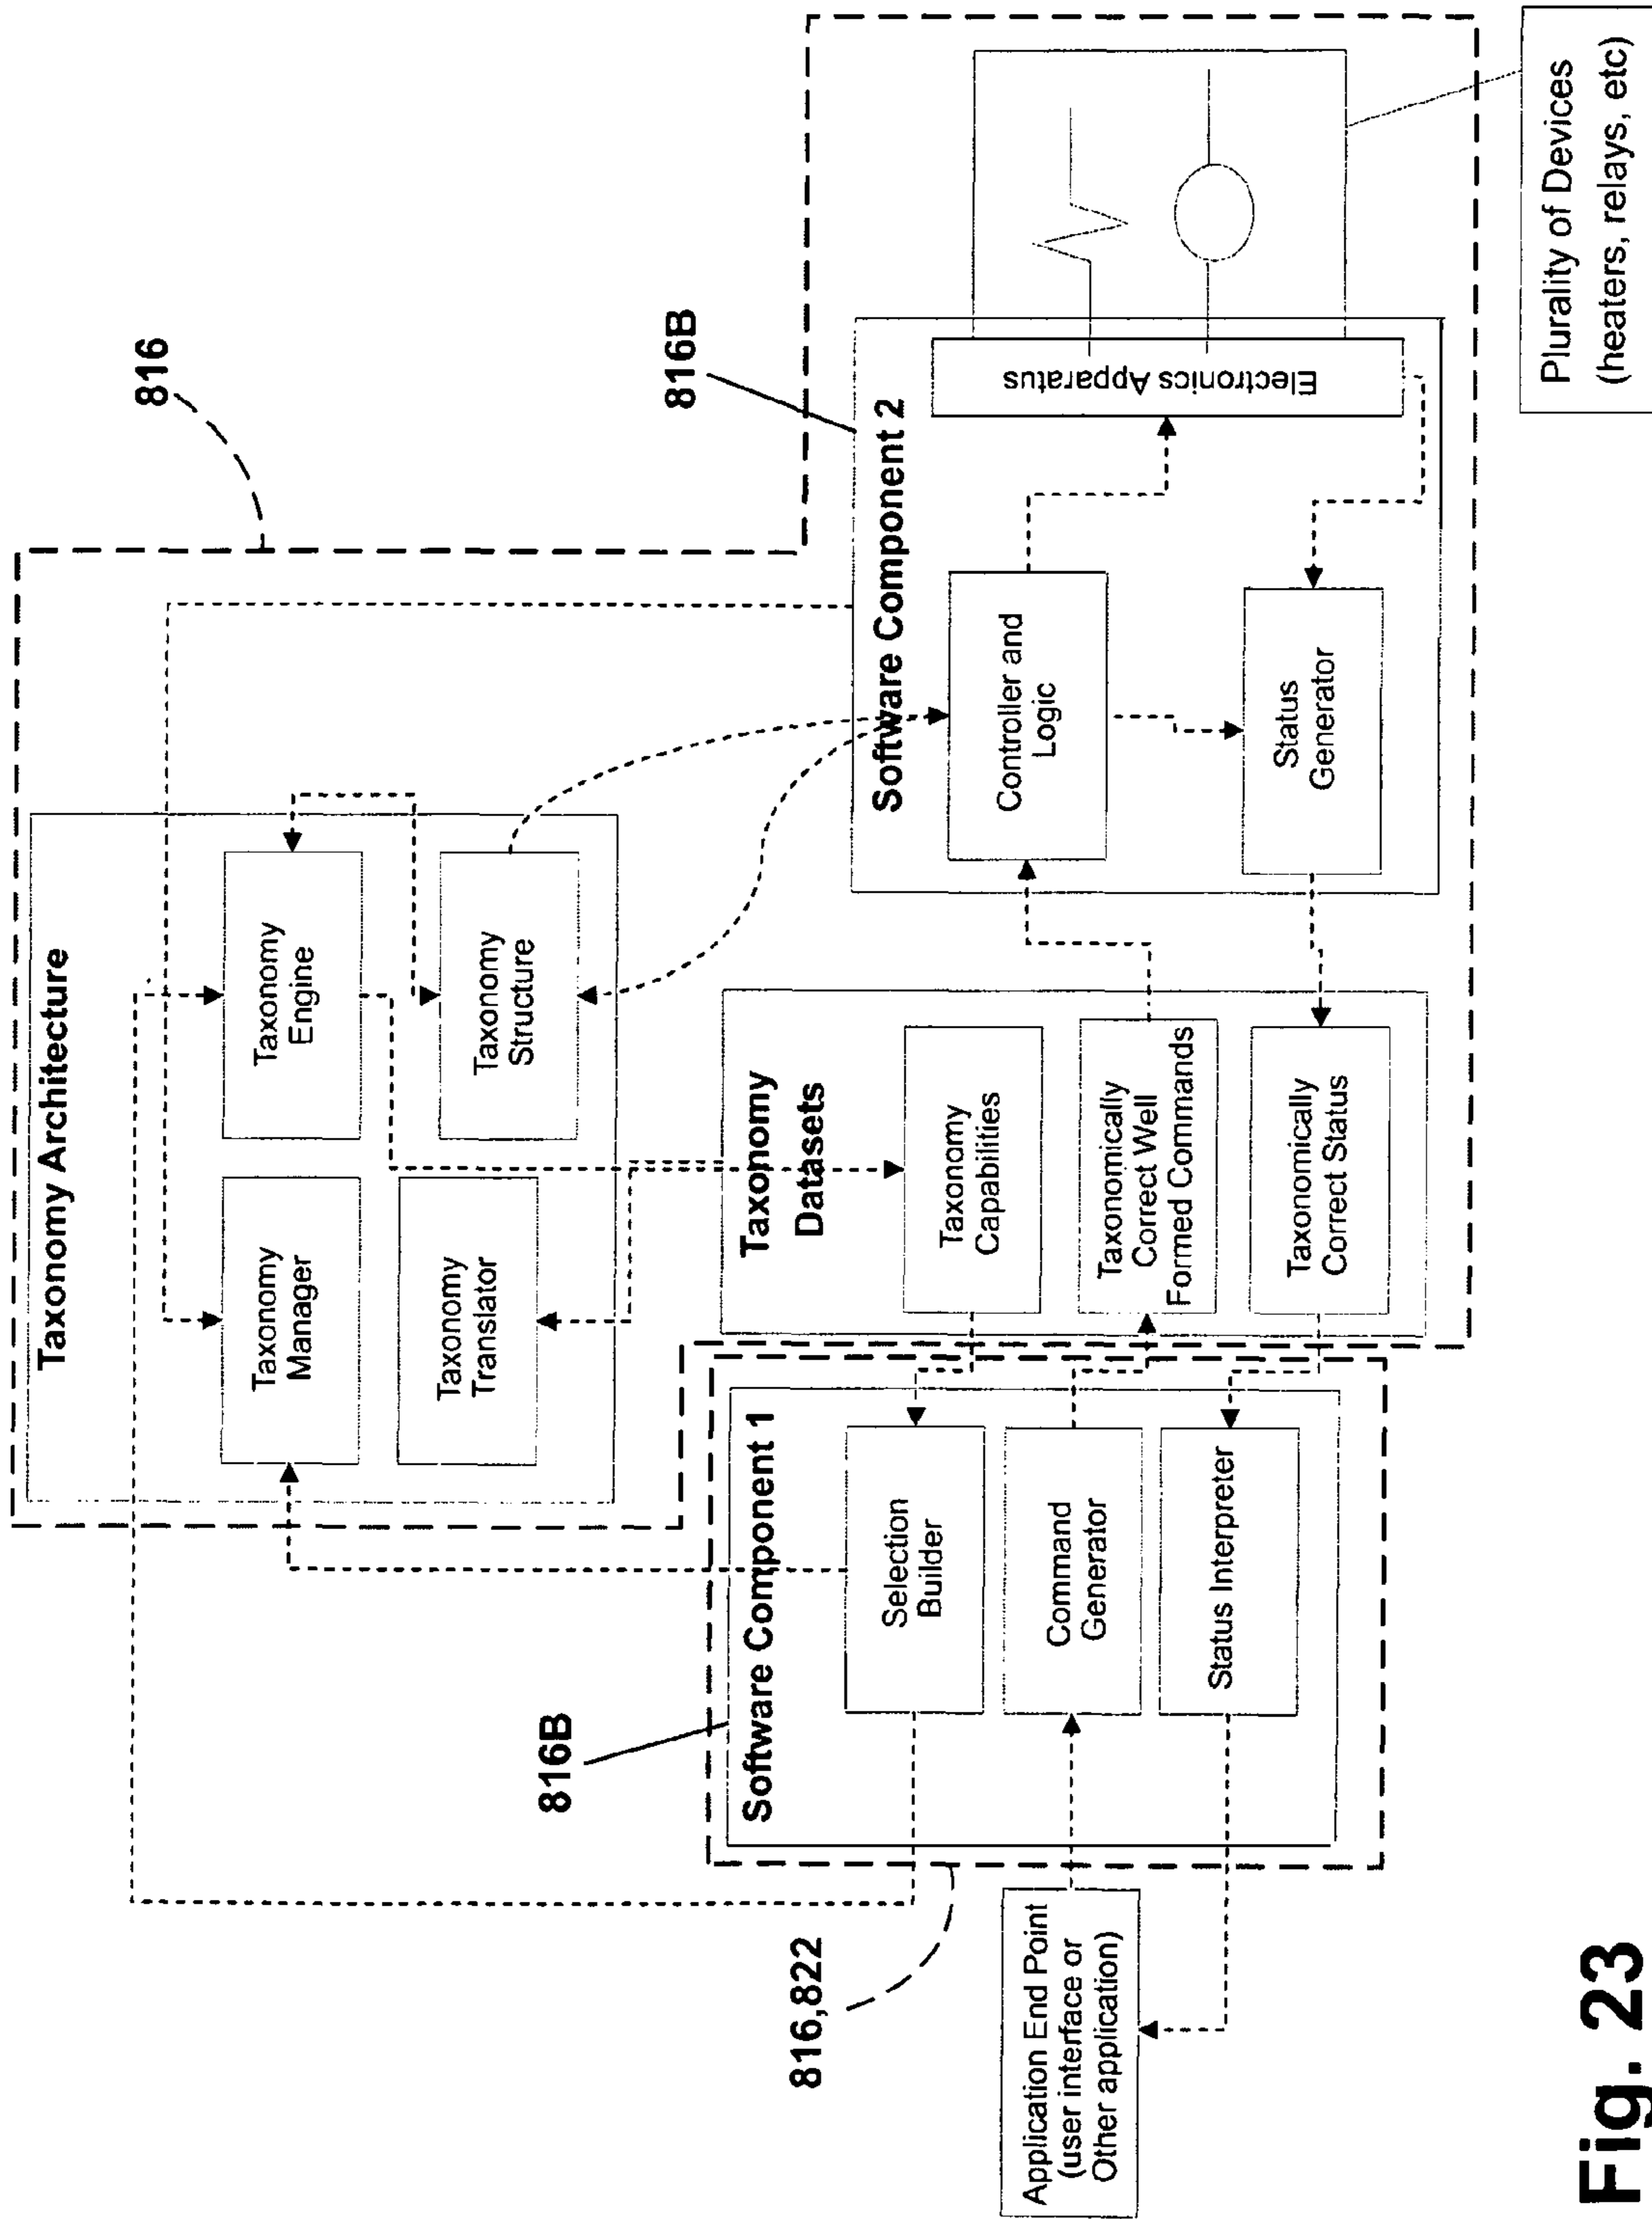 816
Taxonomy Architecture
Taxonomy
Manager
Taxonomy
Engine
Taxonomy
Translator
Taxonomy
Structure
816B
816B
816,822
Software Component 1
Selection
Builder
Command
Generator
Status Interpreter
Taxonomy
Datasets
Taxonomy
Capabilities
Taxonomically
Correct Well
Formed Commands
Taxonomically
Correct Status
Software Component 2
Controller and
Logic
Status
Generator
Electronics Apparatus
Application End Point
(user interface or
Other application)
Plurality of Devices
(heaters, relays, etc)
Fig. 23